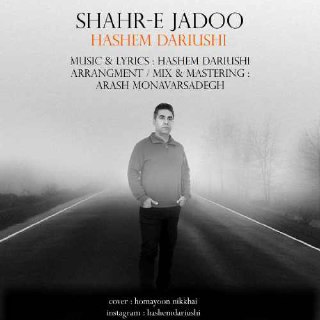 SHAHR-E JADOO
HASHEM DARIUSHI
MUSIC & LYRICS : HASHEM DARIUSHI
ARRANGMENT / MIX & MASTERING :
ARASH MONAVARSADEGH
cover : homayoon nikkhai
instagram : hashemdariushi